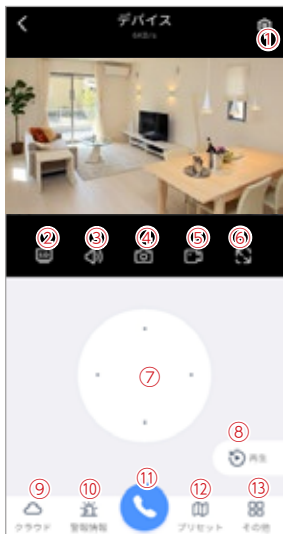 デバイス
①
② ③ ④ ⑤ ⑥
⑦
⑧
再生
⑨ ⑩ ⑪ ⑫ ⑬
クラウド 警報情報 プリセット その他